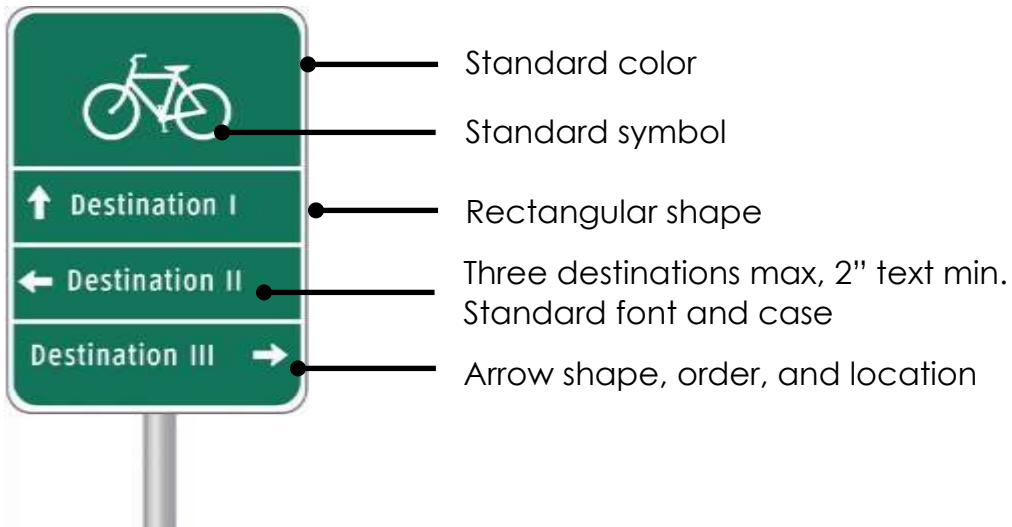 Standard color
Standard symbol
Destination I
Rectangular shape
Destination II
Three destinations max, 2” text min.
Standard font and case
Destination III
Arrow shape, order, and location